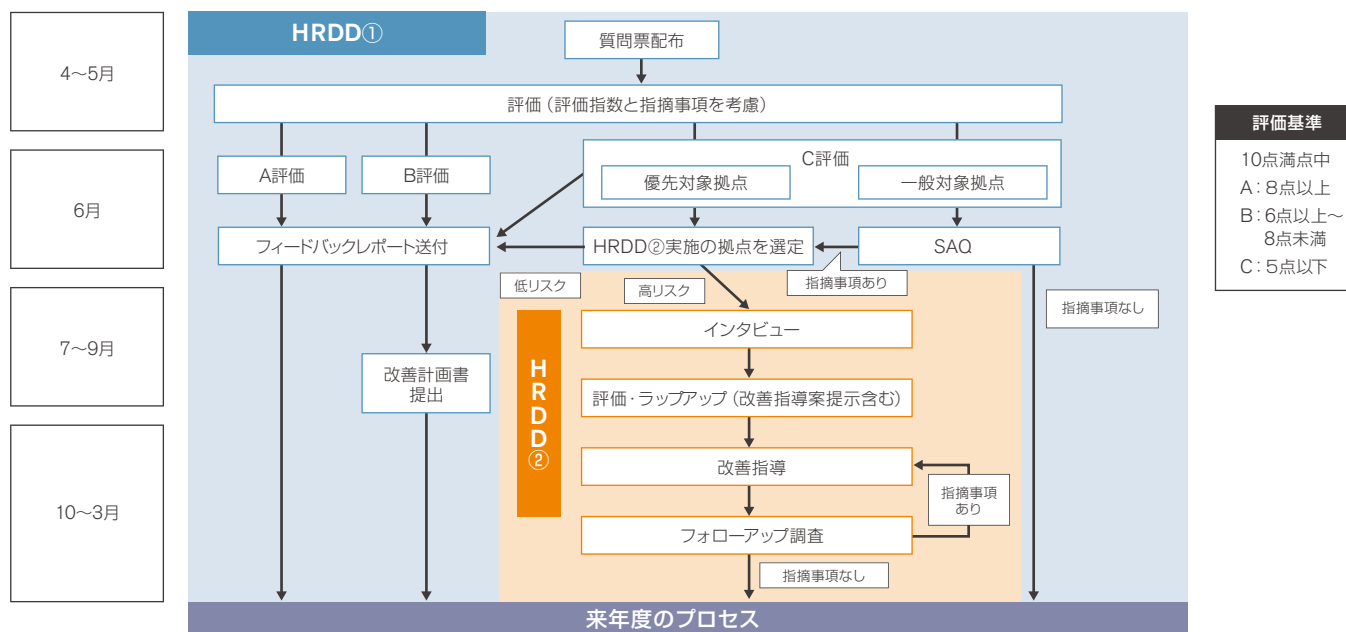 HRDD①
質問票配布
4〜5月
評価（評価指数と指摘事項を考慮）
評価基準
10点満点中
A：8点以上
B：6点以上〜
8点未満
C：5点以下
6月
A評価
B評価
C評価
優先対象拠点
一般対象拠点
フィードバックレポート送付
HRDD②実施の拠点を選定
SAQ
低リスク
高リスク
指摘事項あり
指摘事項なし
7〜9月
HRDD②
インタビュー
改善計画書
提出
評価・ラップアップ（改善指導案提示含む）
10〜3月
改善指導
指摘事項
あり
フォローアップ調査
指摘事項なし
来年度のプロセス